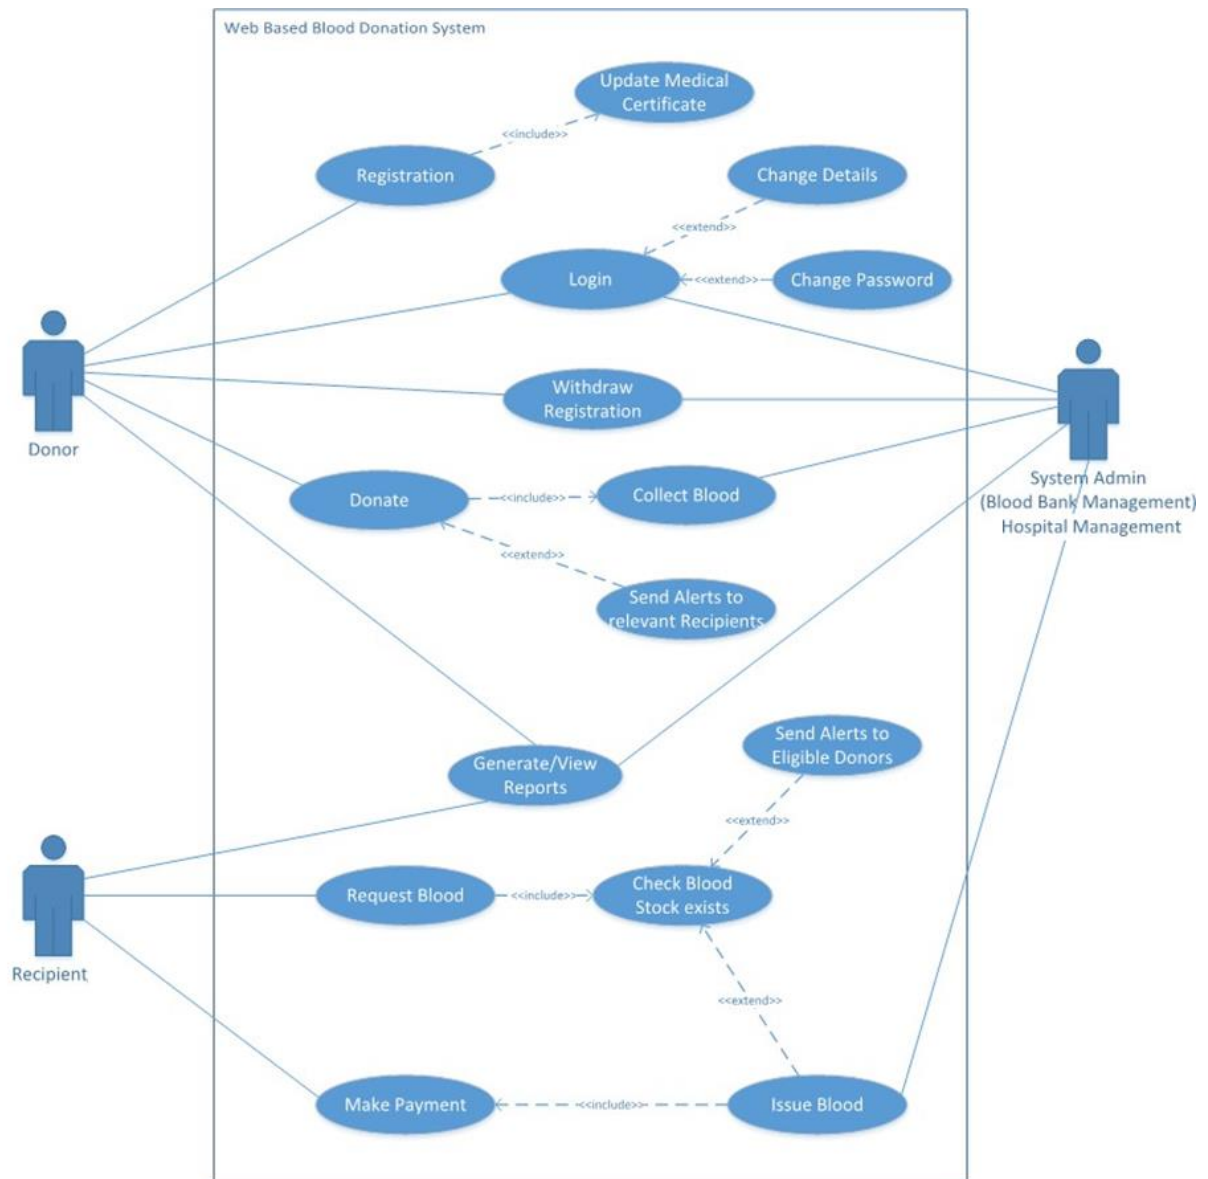 Web Based Blood Donation System
Update Medical
Certificate
<<include>>
Registration
Change Details
<<extend>>
Login
<<extend>>
Change Password
Withdraw
Registration
Donor
System Admin
(Blood Bank Management)
Hospital Management
Donate
<<include>>
Collect Blood
<<extend>>
Send Alerts to
relevant Recipients
Send Alerts to
Eligible Donors
Generate/View
Reports
<<extend>>
Request Blood
<<include>>
Check Blood
Stock exists
Recipient
<<extend>>
Make Payment
<<include>>
Issue Blood